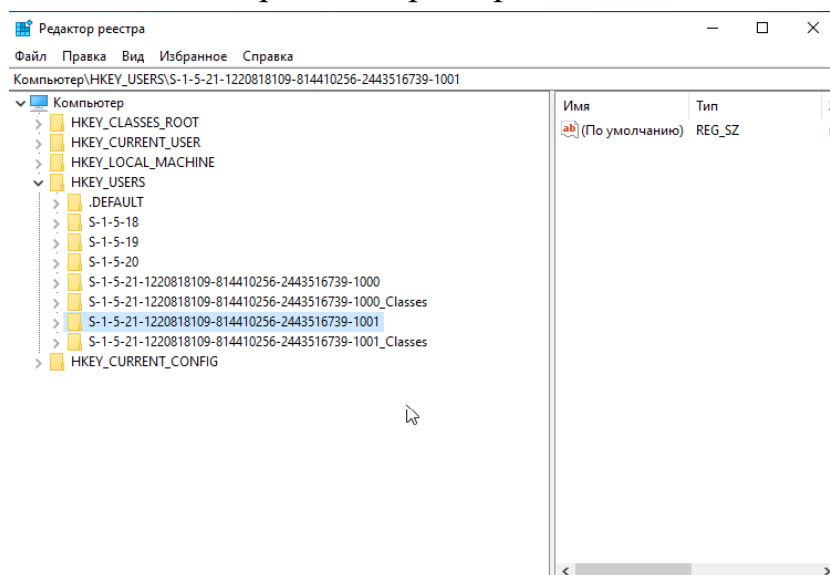 Редактор реестра
Файл Правка Вид Избранное Справка
Компьютер\HKEY_USERS\S-1-5-21-1220818109-814410256-2443516739-1001
Компьютер
HKEY_CLASSES_ROOT
HKEY_CURRENT_USER
HKEY_LOCAL_MACHINE
HKEY_USERS
.DEFAULT
S-1-5-18
S-1-5-19
S-1-5-20
S-1-5-21-1220818109-814410256-2443516739-1000
S-1-5-21-1220818109-814410256-2443516739-1000_Classes
S-1-5-21-1220818109-814410256-2443516739-1001
S-1-5-21-1220818109-814410256-2443516739-1001_Classes
HKEY_CURRENT_CONFIG
Имя Тип
ab (По умолчанию) REG_SZ